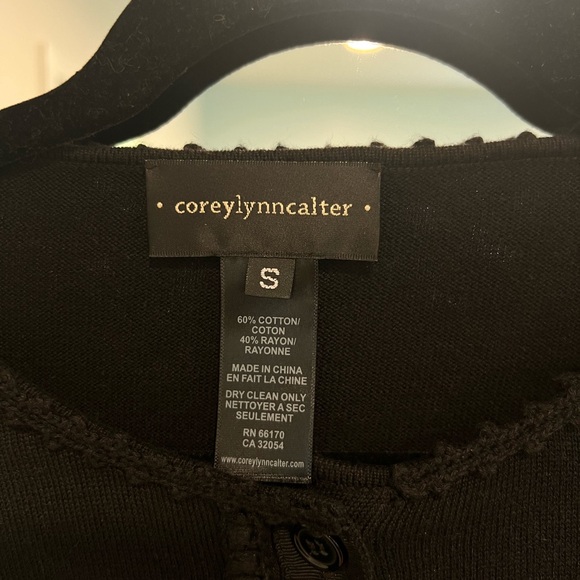 • coreylynncalter •
S
60% COTTON/
COTON
40% RAYON/
RAYONNE
MADE IN CHINA
EN FAIT LA CHINE
DRY CLEAN ONLY
NETTOYER A SEC
SEULEMENT
RN 66170
CA 32054
www.coreylynncalter.com